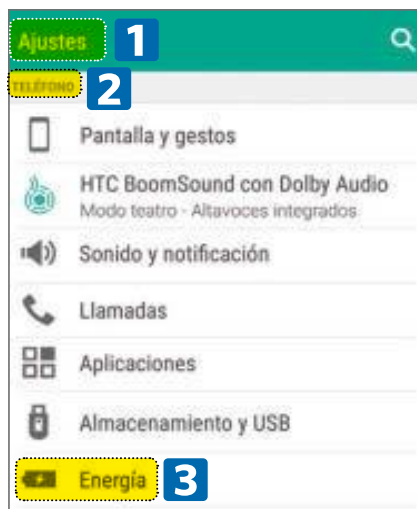 Ajustes 1
TELÉFONO 2
Pantalla y gestos
HTC BoomSound con Dolby Audio
Modo teatro - Altavoces integrados
Sonido y notificación
Llamadas
Aplicaciones
Almacenamiento y USB
Energía 3